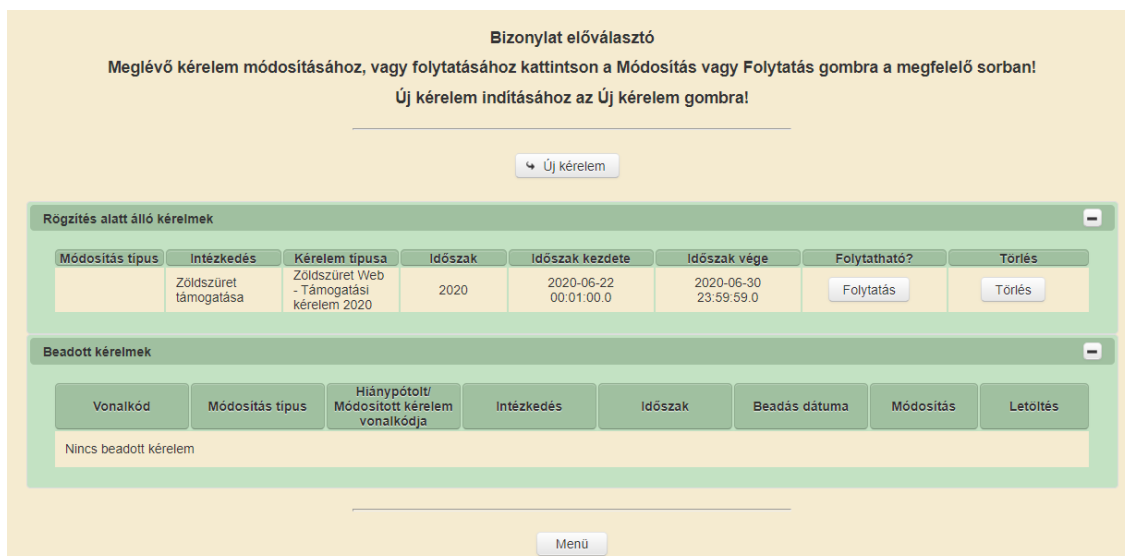 Bizonylat előválasztó
Meglévő kérelem módosításához, vagy folytatásához kattintson a Módosítás vagy Folytatás gombra a megfelelő sorban!
Új kérelem indításához az Új kérelem gombra!
Új kérelem
Rögzítés alatt álló kérelmek
Módosítás típus Intézkedés Kérelem típusa Időszak Időszak kezdete Időszak vége Folytatható? Törlés
Zöldszüret támogatása Zöldszüret Web - Támogatási kérelem 2020 2020 2020-06-22 00:01:00.0 2020-06-30 23:59:59.0 Folytatás Törlés
Beadott kérelmek
Vonalkód Módosítás típus Hiánypótolt/ Módosított kérelem vonalkódja Intézkedés Időszak Beadás dátuma Módosítás Letöltés
Nincs beadott kérelem
Menü